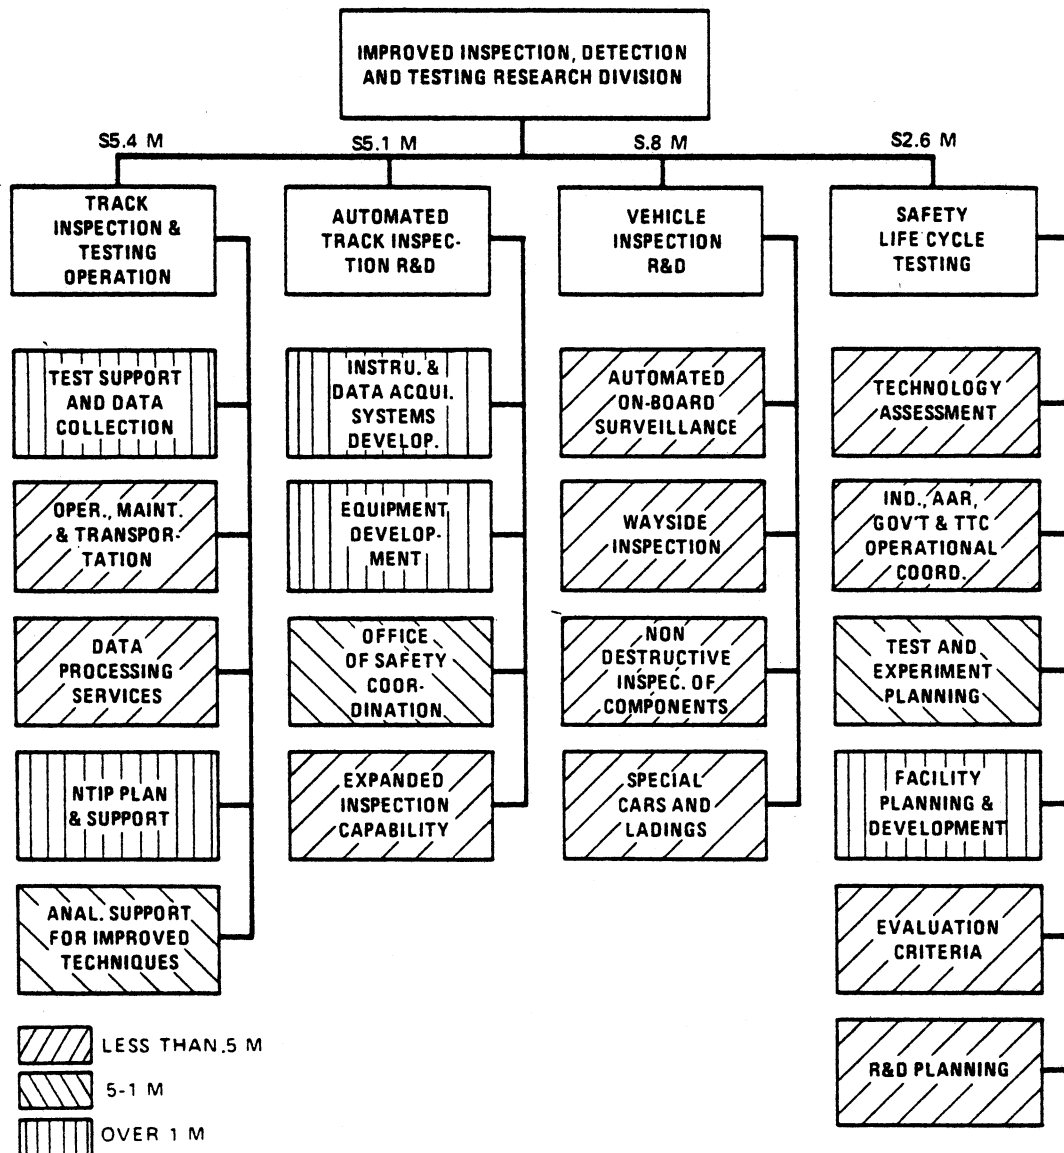 IMPROVED INSPECTION, DETECTION
AND TESTING RESEARCH DIVISION
S5.4 M
S5.1 M
S.8 M
S2.6 M
TRACK
INSPECTION &
TESTING
OPERATION
TEST SUPPORT
AND DATA
COLLECTION
OPER., MAINT.
& TRANSPOR-
TATION
DATA
PROCESSING
SERVICES
NTIP PLAN
& SUPPORT
ANAL. SUPPORT
FOR IMPROVED
TECHNIQUES
AUTOMATED
TRACK INSPEC-
TION R&D
INSTRU. &
DATA ACQUI.
SYSTEMS
DEVELOP.
EQUIPMENT
DEVELOP-
MENT
OFFICE
OF SAFETY
COOR-
DINATION
EXPANDED
INSPECTION
CAPABILITY
VEHICLE
INSPECTION
R&D
AUTOMATED
ON-BOARD
SURVEILLANCE
WAYSIDE
INSPECTION
NON
DESTRUCTIVE
INSPEC. OF
COMPONENTS
SPECIAL
CARS AND
LADINGS
SAFETY
LIFE CYCLE
TESTING
TECHNOLOGY
ASSESSMENT
IND., AAR,
GOV'T & TTC
OPERATIONAL
COORD.
TEST AND
EXPERIMENT
PLANNING
FACILITY
PLANNING &
DEVELOPMENT
EVALUATION
CRITERIA
R&D PLANNING
LESS THAN .5 M
5-1 M
OVER 1 M